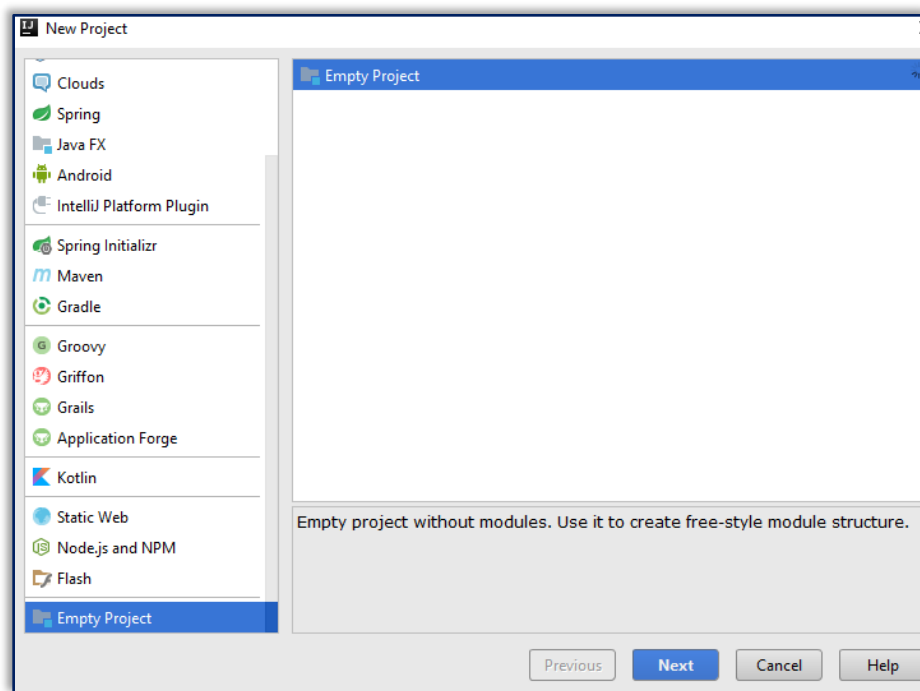 New Project
Clouds
Spring
Java FX
Android
IntelliJ Platform Plugin
Spring Initializr
Maven
Gradle
Groovy
Griffon
Grails
Application Forge
Kotlin
Static Web
Node.js and NPM
Flash
Empty Project
Empty Project
Empty project without modules. Use it to create free-style module structure.
Previous
Next
Cancel
Help